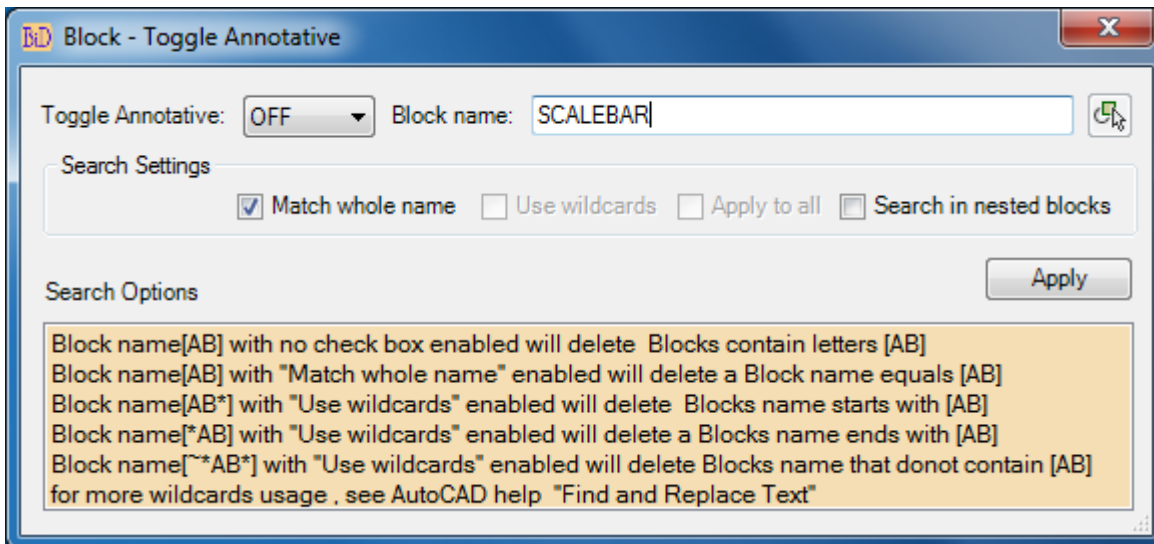 BiD Block - Toggle Annotative
Toggle Annotative: OFF Block name: SCALEBAR
Search Settings
Match whole name Use wildcards Apply to all Search in nested blocks
Apply
Search Options
Block name[AB] with no check box enabled will delete  Blocks contain letters [AB]
Block name[AB] with "Match whole name" enabled will delete a Block name equals [AB]
Block name[AB*] with "Use wildcards" enabled will delete  Blocks name starts with [AB]
Block name[*AB] with "Use wildcards" enabled will delete a Blocks name ends with [AB]
Block name[~*AB*] with "Use wildcards" enabled will delete Blocks name that donot contain [AB]
for more wildcards usage , see AutoCAD help  "Find and Replace Text"